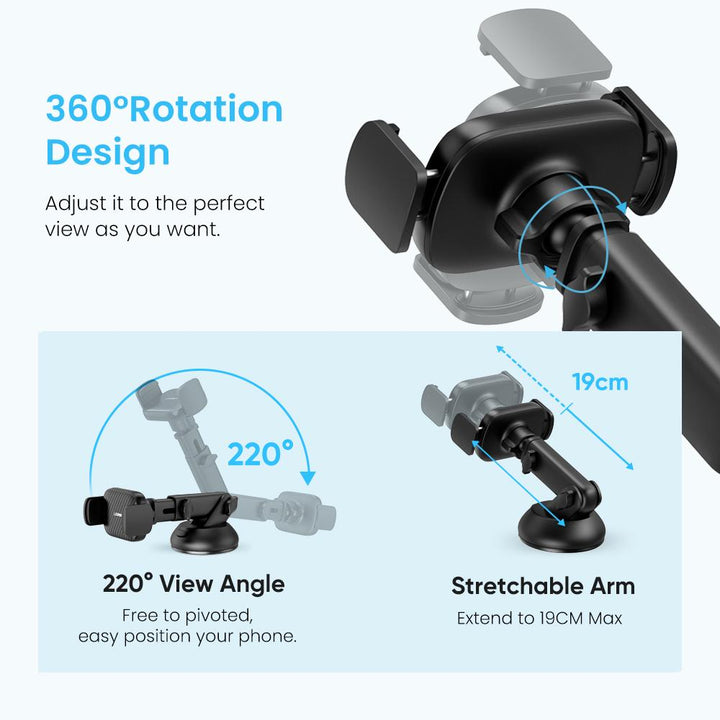 360°Rotation
Design
Adjust it to the perfect
view as you want.
220°
19cm
220° View Angle
Free to pivoted,
easy position your phone.
Stretchable Arm
Extend to 19CM Max